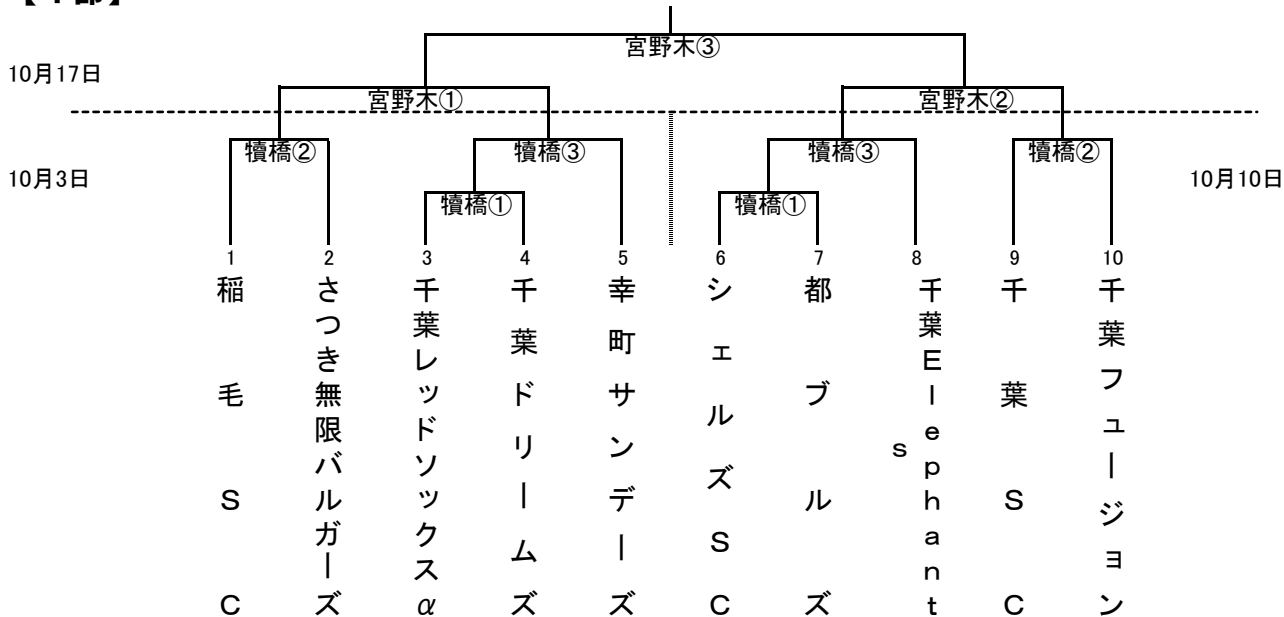 宮野木③
10月17日
宮野木①
宮野木②
犢橋②
犢橋③
犢橋③
犢橋②
10月3日
10月10日
犢橋①
犢橋①
1
2
3
4
5
6
7
8
9
10
稲毛SC
さつき無限バルガーズ
千葉レッドソックスα
千葉ドリームズ
幸町サンデーズ
シェルズSC
都ブルズ
千葉Elephants
千葉SC
千葉フュージョン